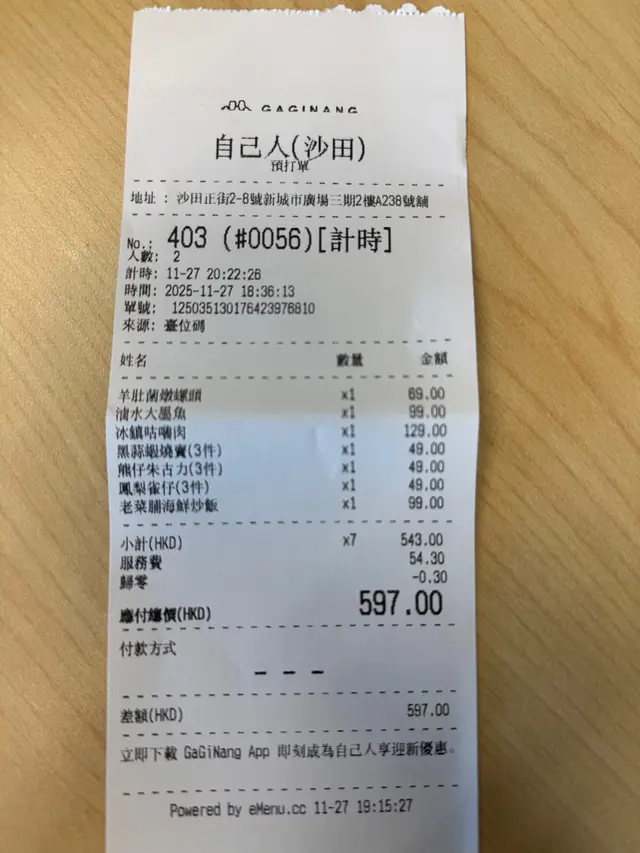 GAGINANG
自己人(沙田)
預打單
地址 : 沙田正街2-8號新城市廣場三期2樓A238號舖
No.: 403 (#0056)[計時]
人數: 2
計時: 11-27 20:22:26
時間: 2025-11-27 18:36:13
單號: 125035130176423976810
來源: 臺位碼
姓名 數量 金額
羊肚菌燉螺頭 x1 69.00
滷水大墨魚 x1 99.00
冰鎮咕嚕肉 x1 129.00
黑蒜蝦燒賣(3件) x1 49.00
熊仔朱古力(3件) x1 49.00
鳳梨雀仔(3件) x1 49.00
老菜脯海鮮炒飯 x1 99.00
小計(HKD) x7 543.00
服務費 54.30
歸零 -0.30
應付總價(HKD) 597.00
付款方式
---
差額(HKD) 597.00
立即下載 GaGiNang App 即刻成為自己人享迎新優惠。
Powered by eMenu.cc 11-27 19:15:27